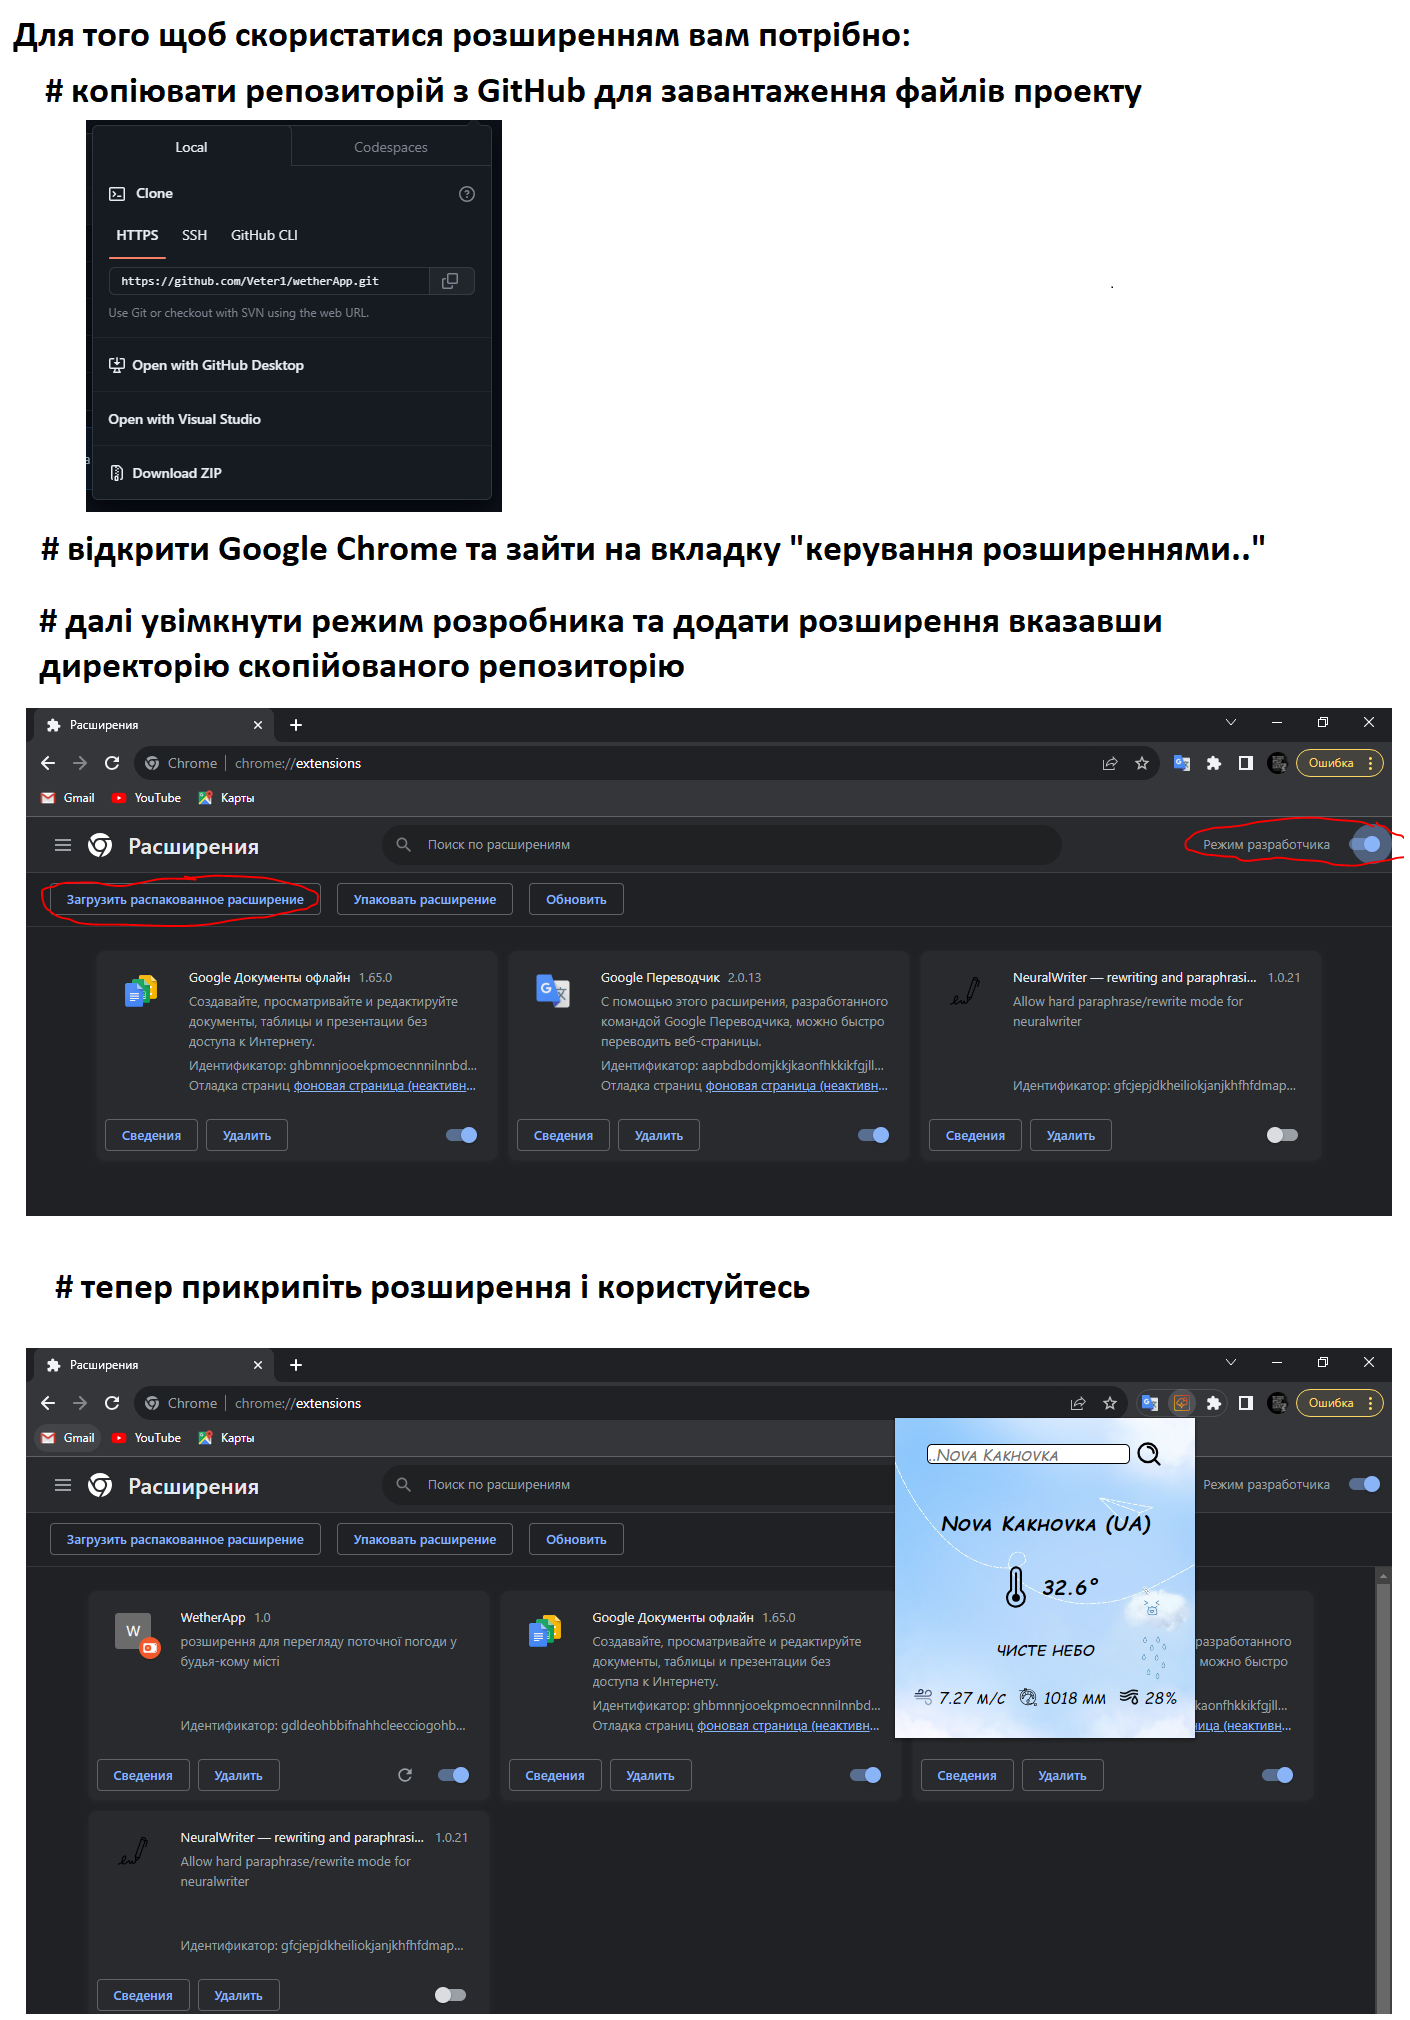 Для того щоб скористатися розширенням вам потрібно:
# копіювати репозиторій з GitHub для завантаження файлів проекту
Local Codespaces
Clone
HTTPS SSH GitHub CLI
https://github.com/Veter1/wetherApp.git
Use Git or checkout with SVN using the web URL.
Open with GitHub Desktop
Open with Visual Studio
а
Download ZIP
# відкрити Google Chrome та зайти на вкладку "керування розширеннями.."
# далі увімкнути режим розробника та додати розширення вказавши
директорію скопійованого репозиторію
Расширения
Chrome | chrome://extensions Ошибка
Gmail YouTube Карты
Расширения Поиск по расширениям Режим разработчика
Загрузить распакованное расширение Упаковать расширение Обновить
Google Документы офлайн 1.65.0
Создавайте, просматривайте и редактируйте
документы, таблицы и презентации без
доступа к Интернету.
Идентификатор: ghbmnnjooekpmoecnnnilnnbd...
Отладка страниц фоновая страница (неактивн...
Сведения Удалить
Google Переводчик 2.0.13
С помощью этого расширения, разработанного
командой Google Переводчика, можно быстро
переводить веб-страницы.
Идентификатор: aapbdbdomjkkjkaonfhkkikfgjll...
Отладка страниц фоновая страница (неактивн...
Сведения Удалить
NeuralWriter — rewriting and paraphrasi... 1.0.21
Allow hard paraphrase/rewrite mode for
neuralwriter
Идентификатор: gfcjepjdkheiliokjanjkhfhfdmap...
Сведения Удалить
# тепер прикрипіть розширення і користуйтесь
Расширения
Chrome | chrome://extensions Ошибка
Gmail YouTube Карты
Расширения Поиск по расширениям Режим разработчика
Загрузить распакованное расширение Упаковать расширение Обновить
..Nova Kakhovka
Nova Kakhovka (UA)
32.6°
чисте небо
7.27 м/с 1018 мм 28%
W
WetherApp 1.0
розширення для перегляду поточної погоди у
будья-кому місті
Идентификатор: gdldeohbbifnahhcleecciogohb...
Сведения Удалить
Google Документы офлайн 1.65.0
Создавайте, просматривайте и редактируйте
документы, таблицы и презентации без
доступа к Интернету.
Идентификатор: ghbmnnjooekpmoecnnnilnnbd...
Отладка страниц фоновая страница (неактивн...
Сведения Удалить
разработанного
можно быстро
kaonfhkkikfgjll...
ница (неактивн...
Сведения Удалить
NeuralWriter — rewriting and paraphrasi... 1.0.21
Allow hard paraphrase/rewrite mode for
neuralwriter
Идентификатор: gfcjepjdkheiliokjanjkhfhfdmap...
Сведения Удалить